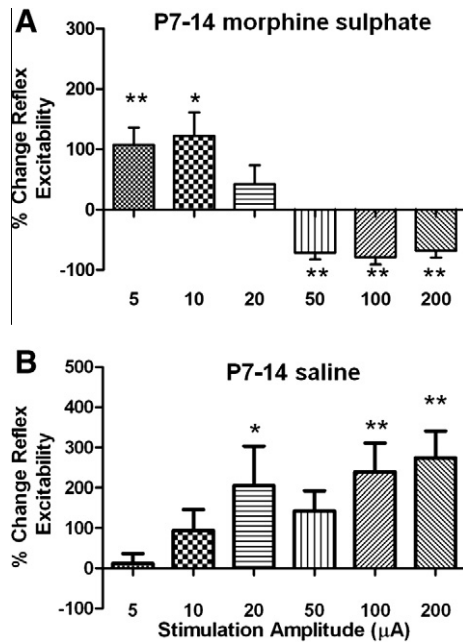 A
P7-14 morphine sulphate
% Change Reflex
Excitability
300
200
100
0
-100
** *
** ** **
5 10 20 50 100 200
B
P7-14 saline
% Change Reflex
Excitability
500
400
300
200
100
0
-100
* ** **
5 10 20 50 100 200
Stimulation Amplitude (μA)